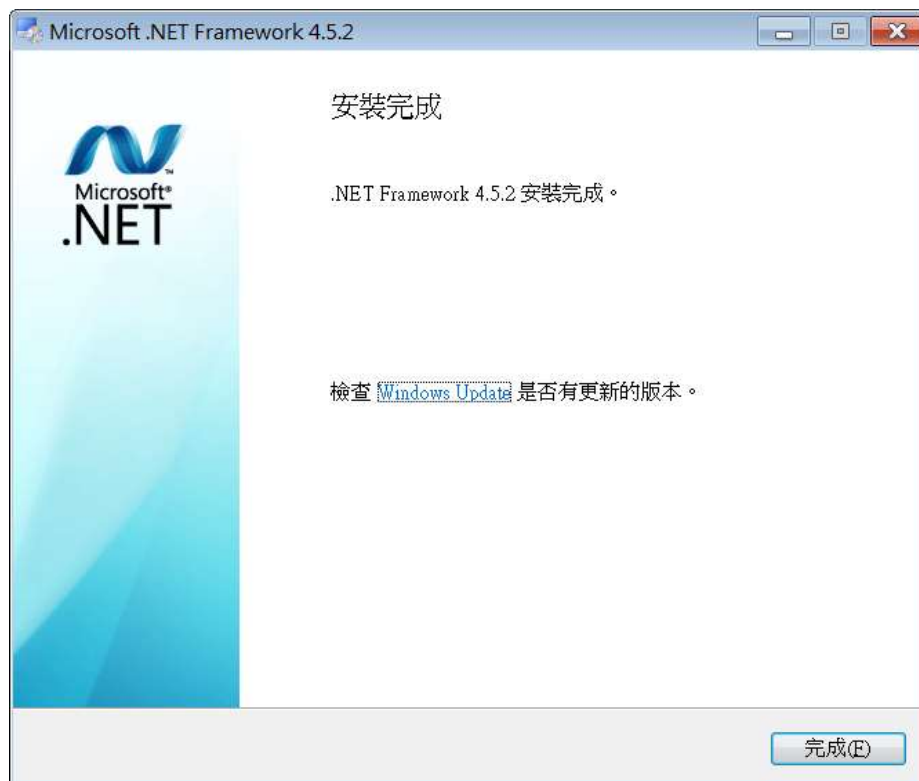 Microsoft .NET Framework 4.5.2
安裝完成
Microsoft®
.NET
.NET Framework 4.5.2 安裝完成。
檢查 Windows Update 是否有更新的版本。
完成(F)